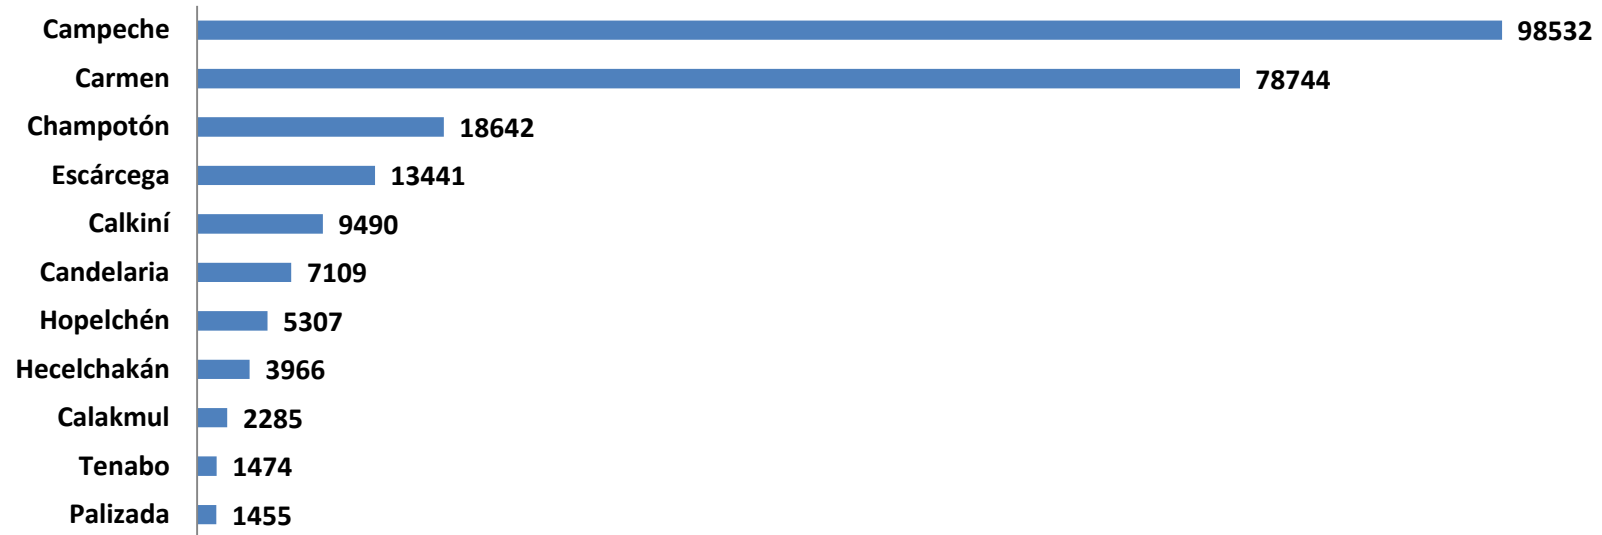 Campeche 98532
Carmen 78744
Champotón 18642
Escárcega 13441
Calkiní 9490
Candelaria 7109
Hopelchén 5307
Hecelchakán 3966
Calakmul 2285
Tenabo 1474
Palizada 1455